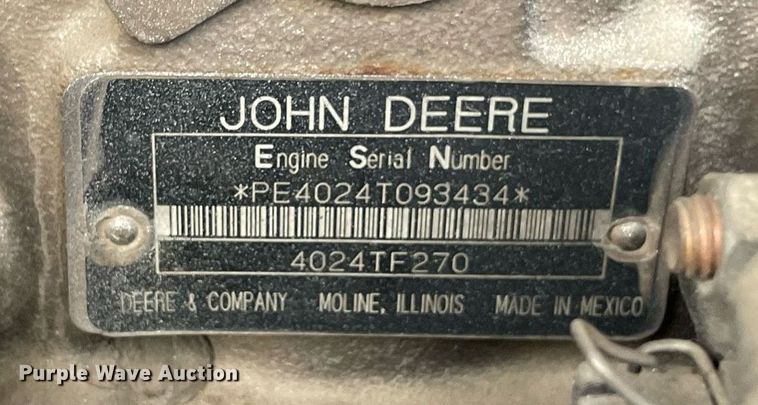 JOHN DEERE
Engine Serial Number
*PE4024T093434*
4024TF270
DEERE & COMPANY MOLINE, ILLINOIS MADE IN MEXICO
Purple Wave Auction